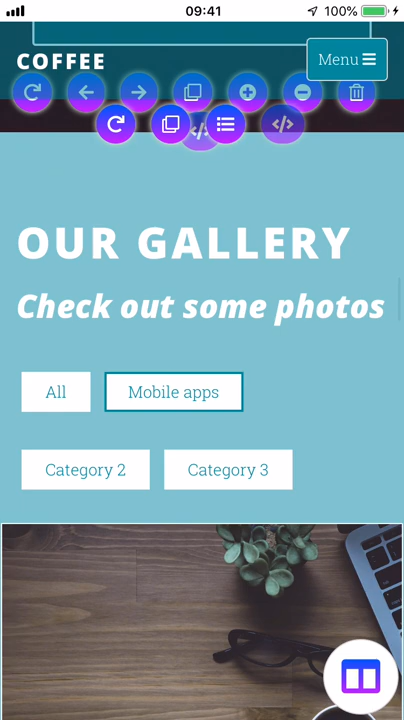 09:41
100%
COFFEE
Menu
OUR GALLERY
Check out some photos
All
Mobile apps
Category 2
Category 3